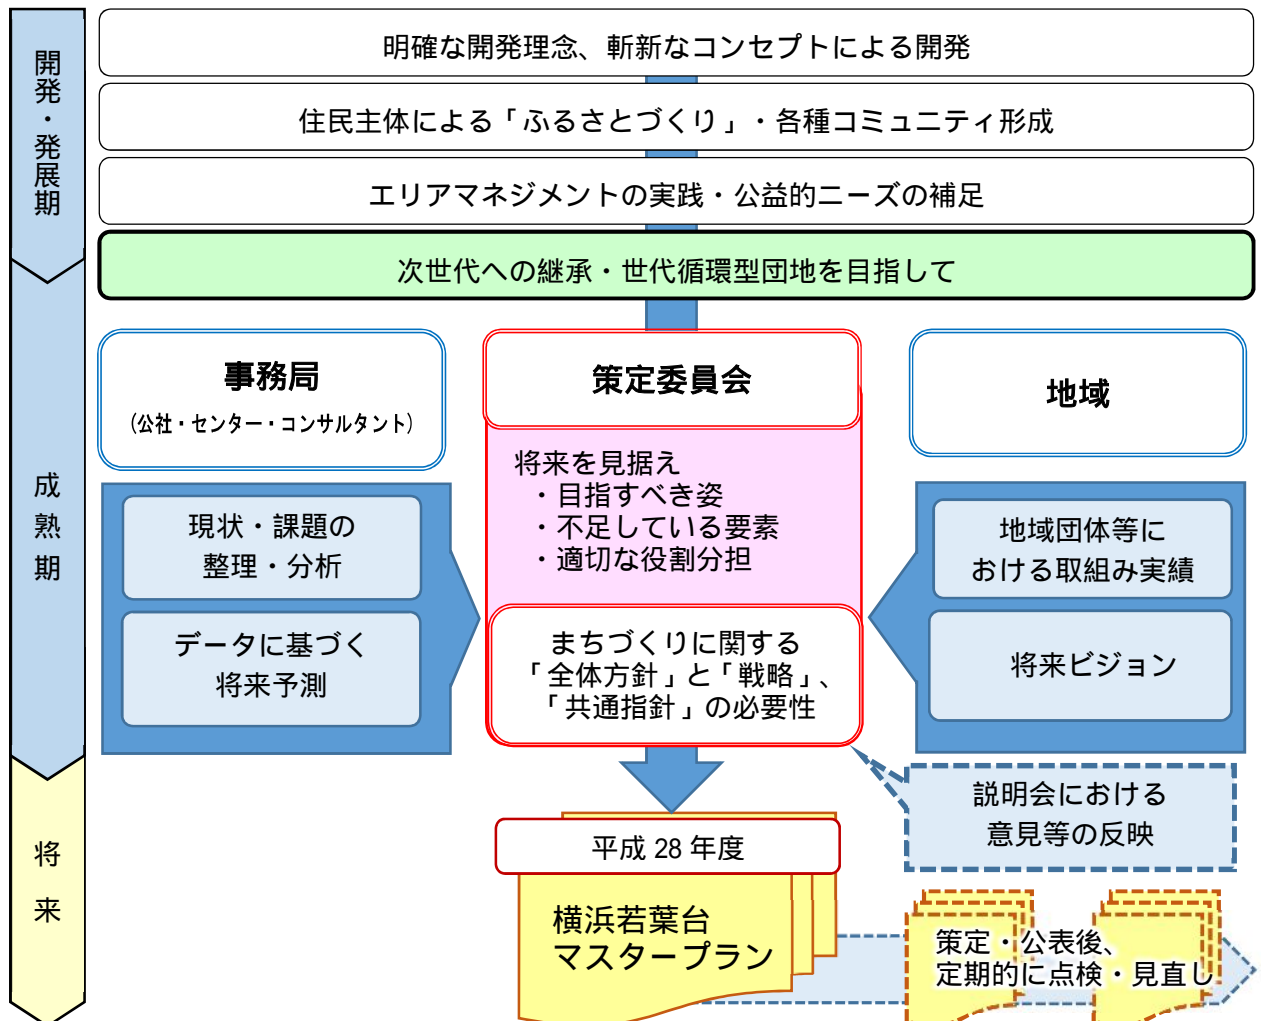 開発・発展期
明確な開発理念、斬新なコンセプトによる開発
住民主体による「ふるさとづくり」・各種コミュニティ形成
エリアマネジメントの実践・公益的ニーズの補足
次世代への継承・世代循環型団地を目指して
成熟期
事務局
(公社・センター・コンサルタント)
現状・課題の
整理・分析
データに基づく
将来予測
策定委員会
将来を見据え
・目指すべき姿
・不足している要素
・適切な役割分担
まちづくりに関する
「全体方針」と「戦略」、
「共通指針」の必要性
地域
地域団体等に
おける取組み実績
将来ビジョン
説明会における
意見等の反映
将来
平成 28 年度
横浜若葉台
マスタープラン
策定・公表後、
定期的に点検・見直し